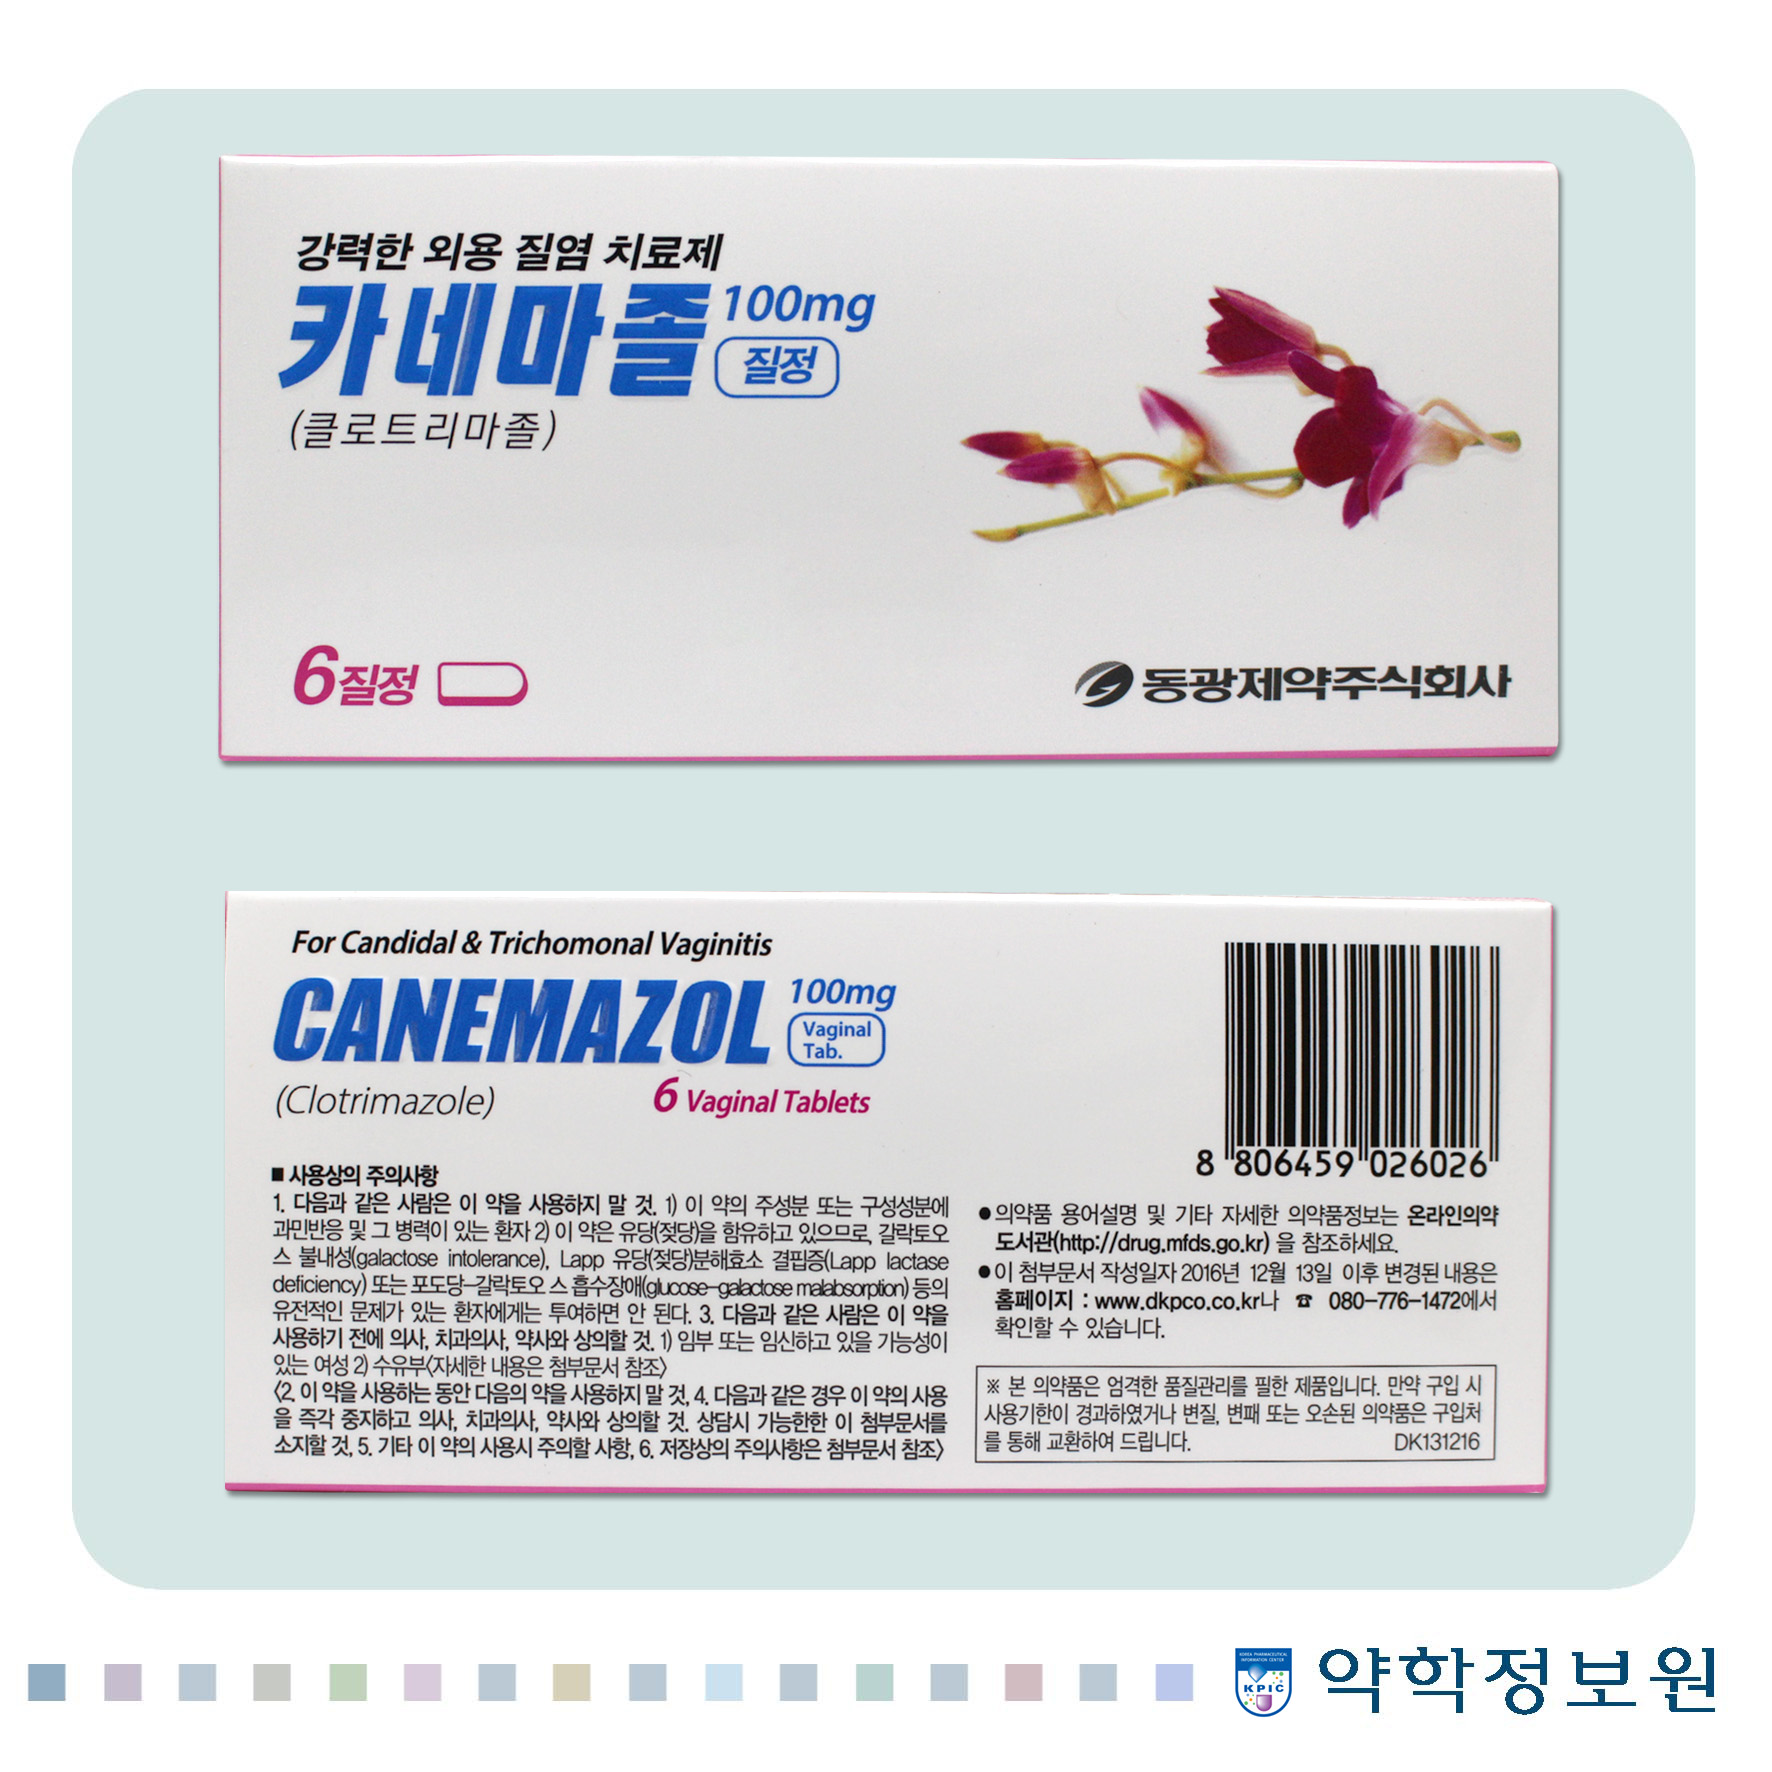 강력한 외용 질염 치료제
카네마졸 100mg
질정
(클로트리마졸)
6질정
동광제약주식회사
For Candidal & Trichomonal Vaginitis
CANEMAZOL 100mg
Vaginal
Tab.
(Clotrimazole)
6 Vaginal Tablets
■ 사용상의 주의사항
1. 다음과 같은 사람은 이 약을 사용하지 말 것. 1) 이 약의 주성분 또는 구성성분에
과민반응 및 그 병력이 있는 환자 2) 이 약은 유당(젖당)을 함유하고 있으므로, 갈락토오
스 불내성(galactose intolerance), Lapp 유당(젖당)분해효소 결핍증(Lapp lactase
deficiency) 또는 포도당-갈락토오스 흡수장애(glucose-galactose malabsorption) 등의
유전적인 문제가 있는 환자에게는 투여하면 안 된다. 3. 다음과 같은 사람은 이 약을
사용하기 전에 의사, 치과의사, 약사와 상의할 것. 1) 임부 또는 임신하고 있을 가능성이
있는 여성 2) 수유부<자세한 내용은 첨부문서 참조>
<2. 이 약을 사용하는 동안 다음의 약을 사용하지 말 것, 4. 다음과 같은 경우 이 약의 사용
을 즉각 중지하고 의사, 치과의사, 약사와 상의할 것. 상담시 가능한한 이 첨부문서를
소지할 것, 5. 기타 이 약의 사용시 주의할 사항, 6. 저장상의 주의사항은 첨부문서 참조>
8 806459 026026
●의약품 용어설명 및 기타 자세한 의약품정보는 온라인의약
도서관(http://drug.mfds.go.kr) 을 참조하세요.
●이 첨부문서 작성일자 2016년 12월 13일 이후 변경된 내용은
홈페이지 : www.dkpco.co.kr나 ☎ 080-776-1472에서
확인할 수 있습니다.
※ 본 의약품은 엄격한 품질관리를 필한 제품입니다. 만약 구입 시
사용기한이 경과하였거나 변질, 변패 또는 오손된 의약품은 구입처
를 통해 교환하여 드립니다. DK131216
KOREA PHARMACEUTICAL
INFORMATION CENTER
KPIC
약학정보원